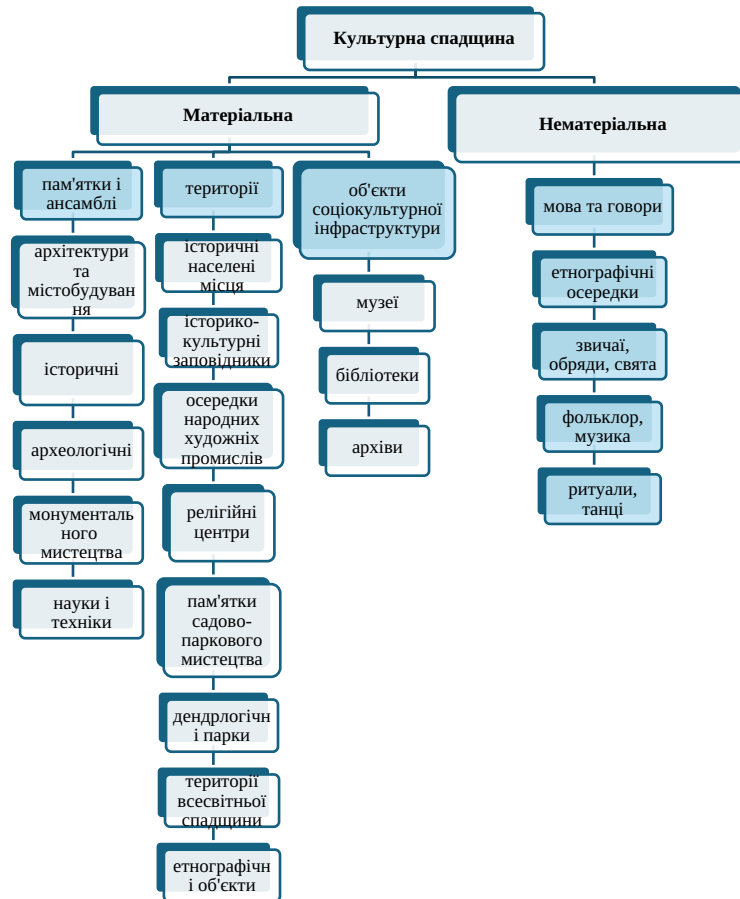 Культурна спадщина
Матеріальна
Нематеріальна
пам'ятки і
ансамблі
архітектури
та
містобудуван
ня
історичні
археологічні
монументаль
ного
мистецтва
науки і
техніки
території
історичні
населені
місця
історико-
культурні
заповідники
осередки
народних
художніх
промислів
релігійні
центри
пам'ятки
садово-
паркового
мистецтва
дендрлогічн
і парки
території
всесвітньої
спадщини
етнографічн
і об'єкти
об'єкти
соціокультурної
інфраструктури
музеї
бібліотеки
архіви
мова та говори
етнографічні
осередки
звичаї,
обряди, свята
фольклор,
музика
ритуали,
танці